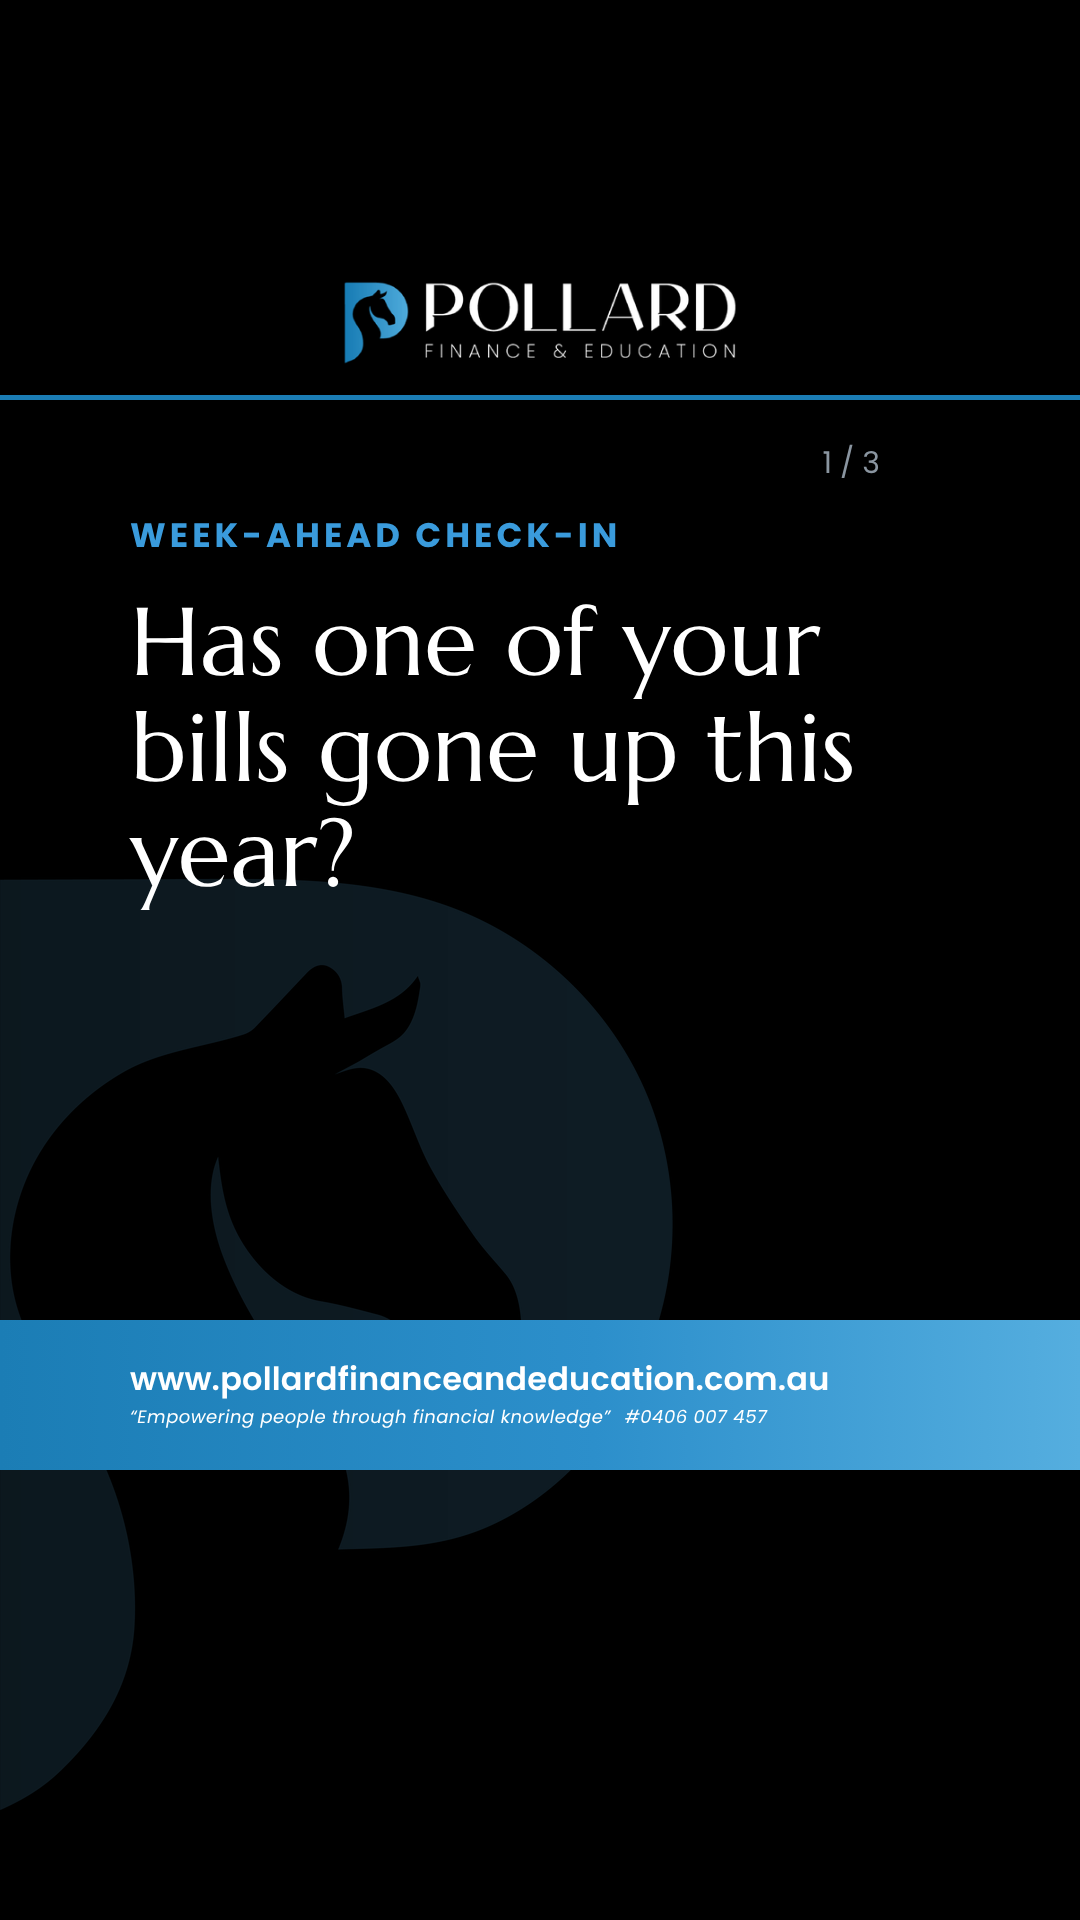 POLLARD
FINANCE & EDUCATION
1 / 3
WEEK-AHEAD CHECK-IN
Has one of your
bills gone up this
year?
www.pollardfinanceandeducation.com.au
“Empowering people through financial knowledge” #0406 007 457